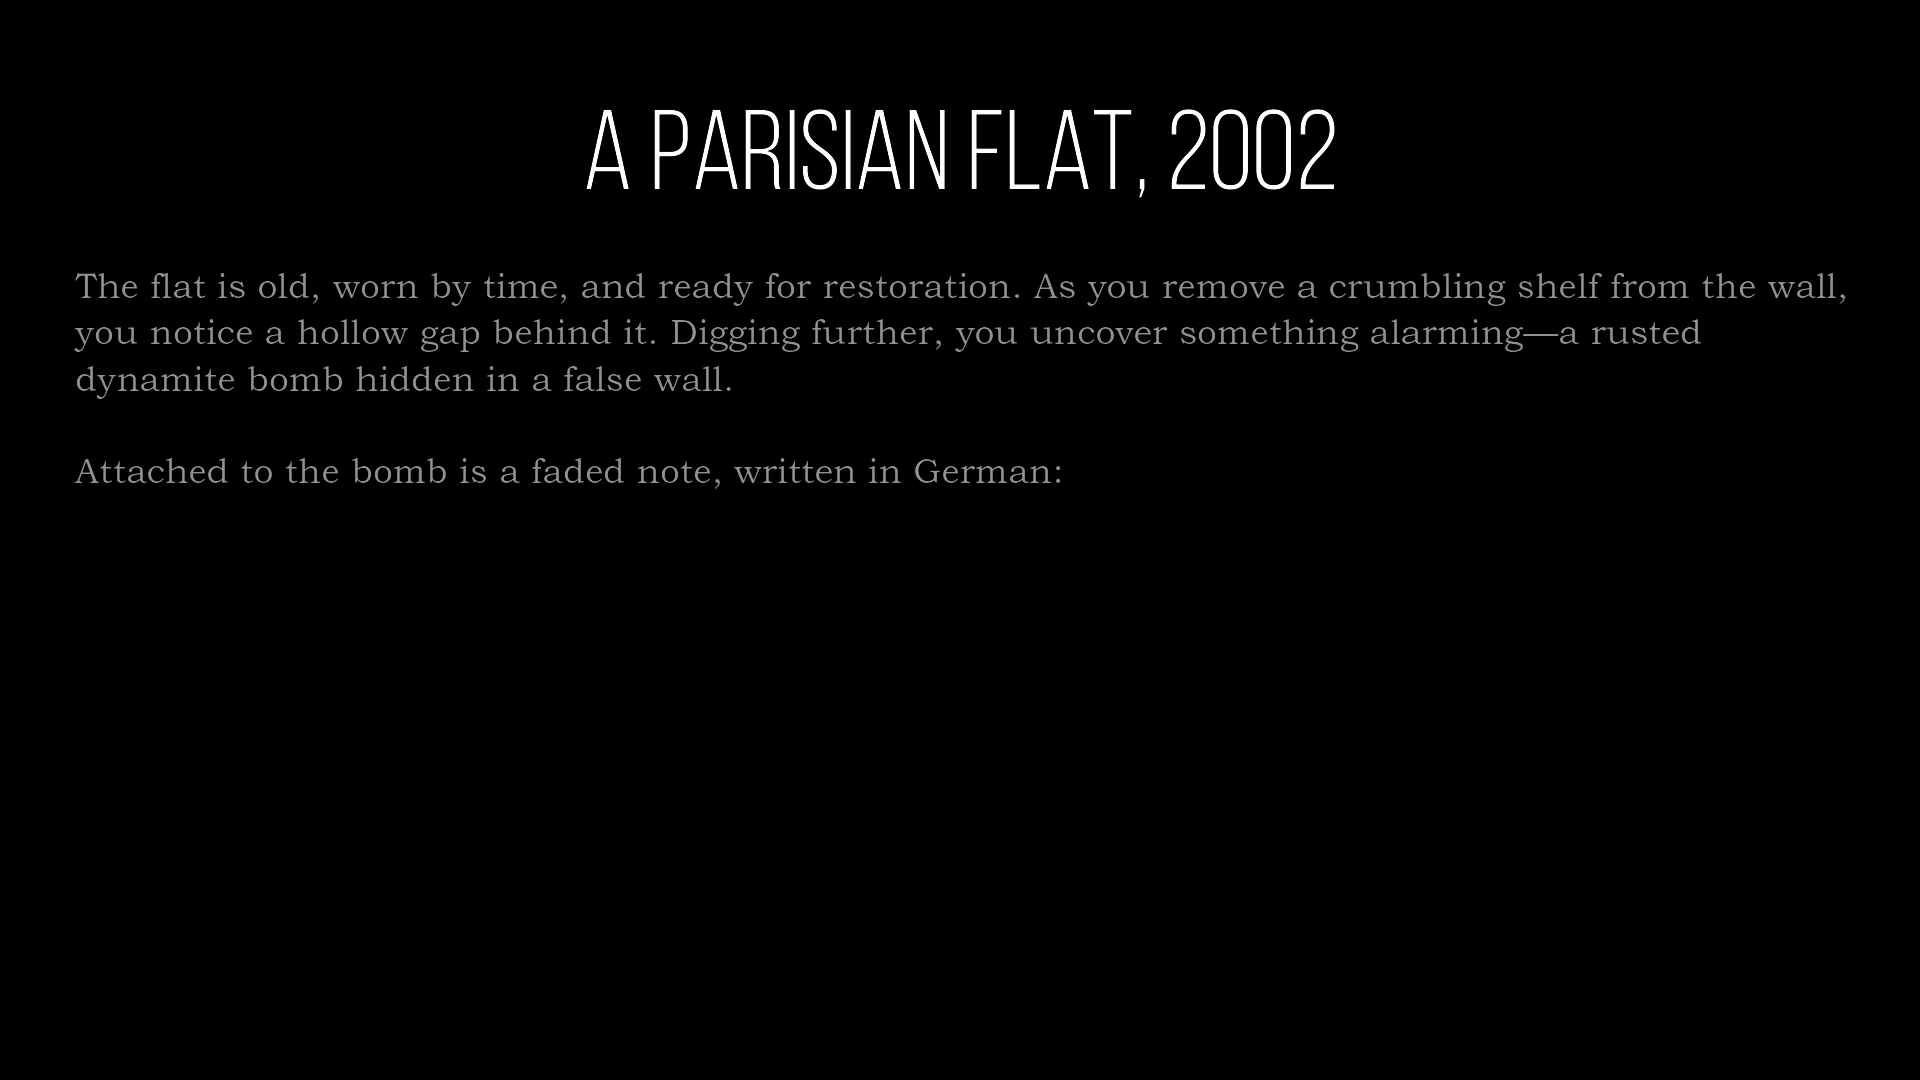 A PARISIAN FLAT, 2002
The flat is old, worn by time, and ready for restoration. As you remove a crumbling shelf from the wall,
you notice a hollow gap behind it. Digging further, you uncover something alarming—a rusted
dynamite bomb hidden in a false wall.
Attached to the bomb is a faded note, written in German: